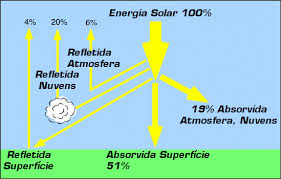 4% 20% 6% Energia Solar 100%
Refletida
Atmosfera
Refletida
Nuvens
19% Absorvida
Atmosfera, Nuvens
Refletida
Superfície
Absorvida Superfície
51%